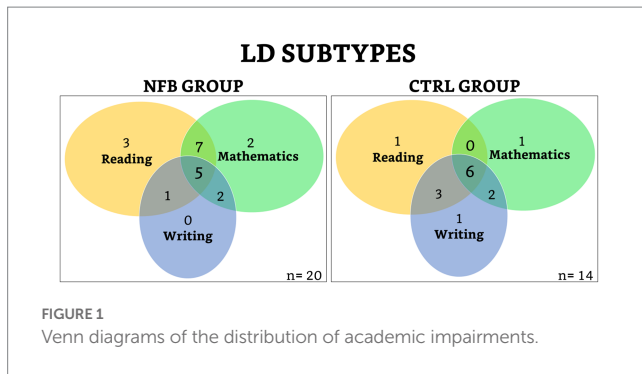 LD SUBTYPES
NFB GROUP
3
Reading
7
2
Mathematics
5
1
2
0
Writing
n= 20
CTRL GROUP
1
Reading
0
1
Mathematics
6
3
2
1
Writing
n= 14
FIGURE 1
Venn diagrams of the distribution of academic impairments.